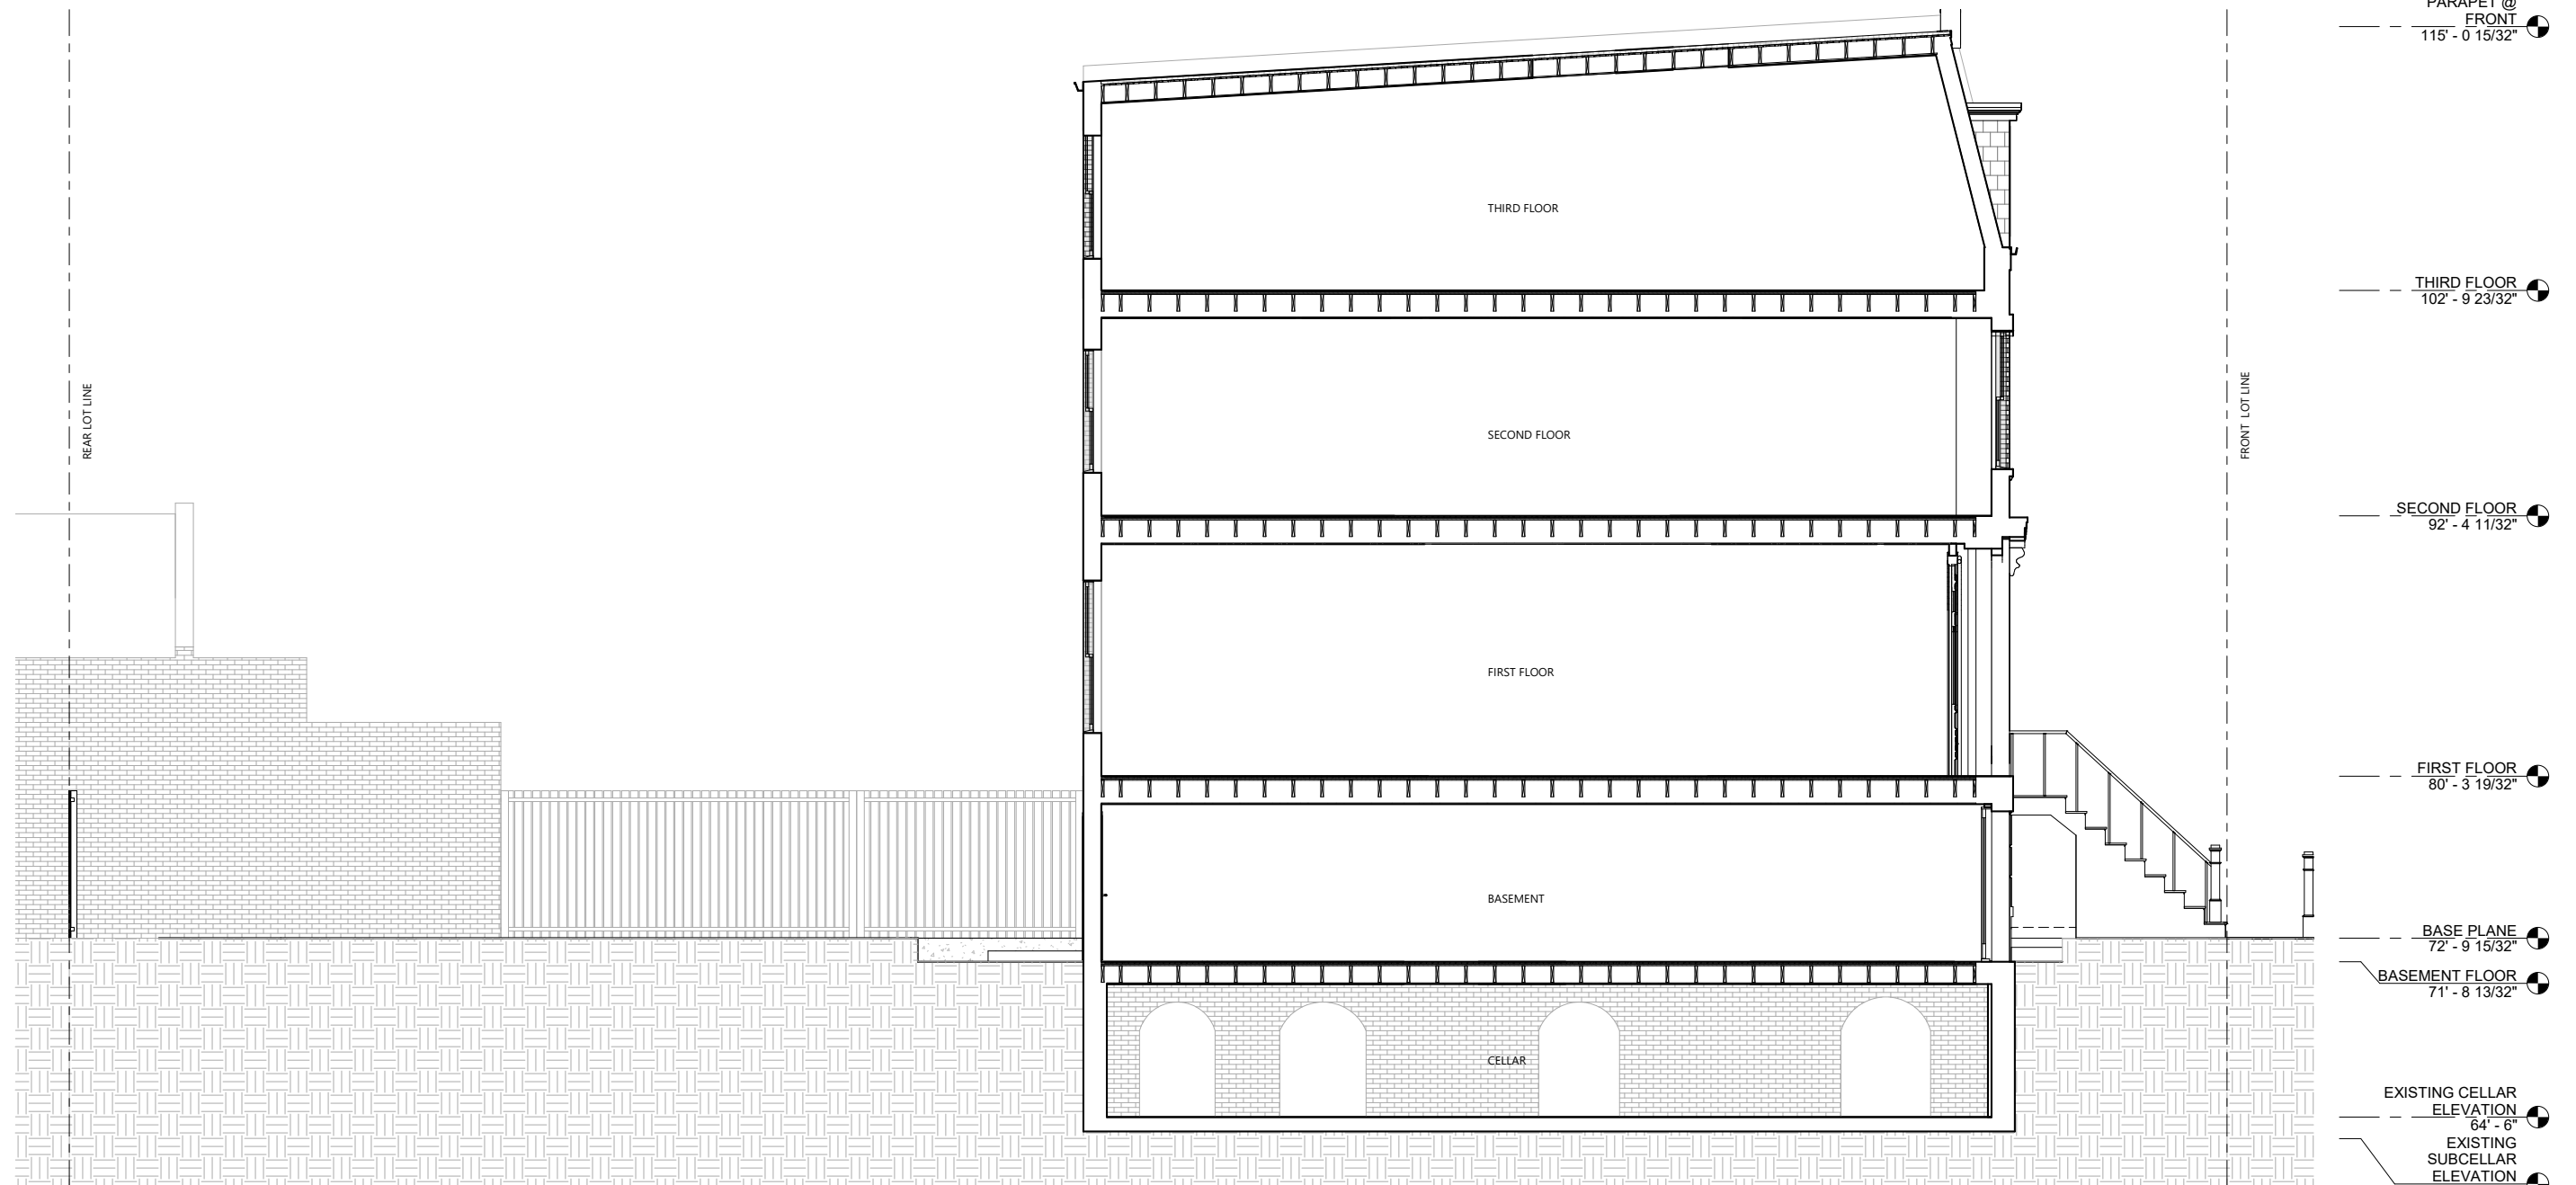 PARAPET @
FRONT
115' - 0 15/32"
THIRD FLOOR
THIRD FLOOR
102' - 9 23/32"
REAR LOT LINE
SECOND FLOOR
FRONT LOT LINE
SECOND FLOOR
92' - 4 11/32"
FIRST FLOOR
FIRST FLOOR
80' - 3 19/32"
BASEMENT
BASE PLANE
72' - 9 15/32"
BASEMENT FLOOR
71' - 8 13/32"
CELLAR
EXISTING CELLAR
ELEVATION
64' - 6"
EXISTING
SUBCELLAR
ELEVATION